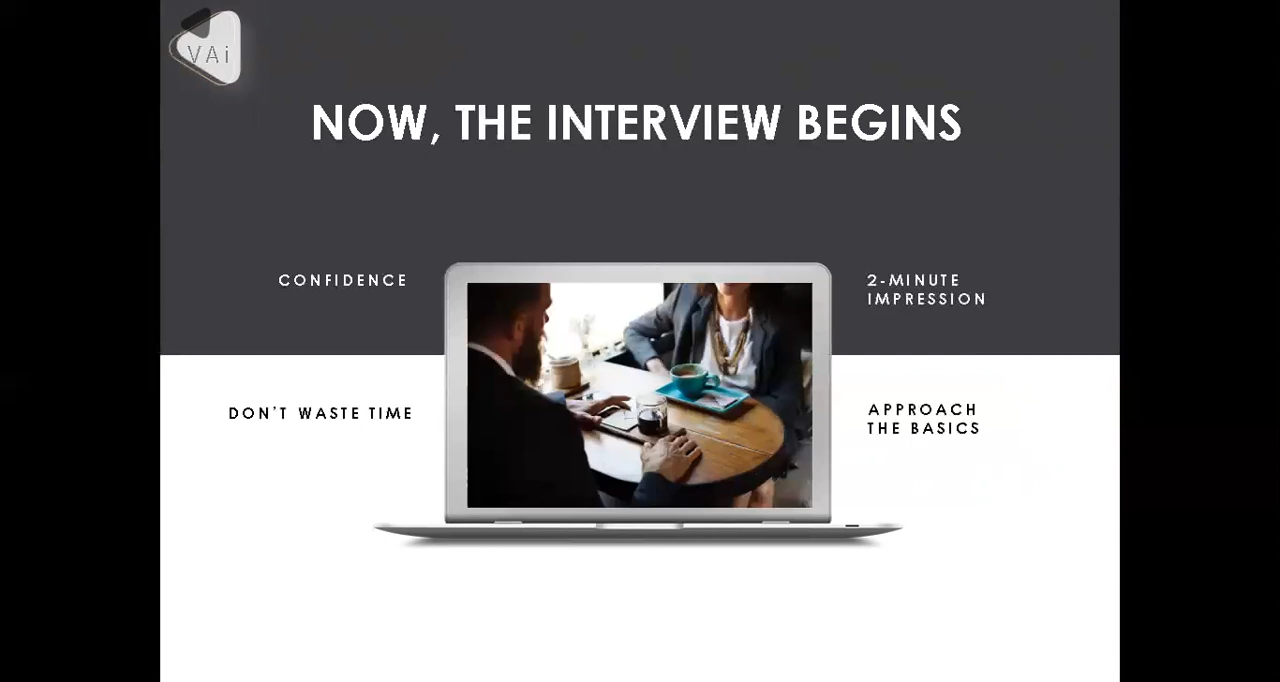 VAi
NOW, THE INTERVIEW BEGINS
CONFIDENCE
2-MINUTE
IMPRESSION
DON'T WASTE TIME
APPROACH
THE BASICS